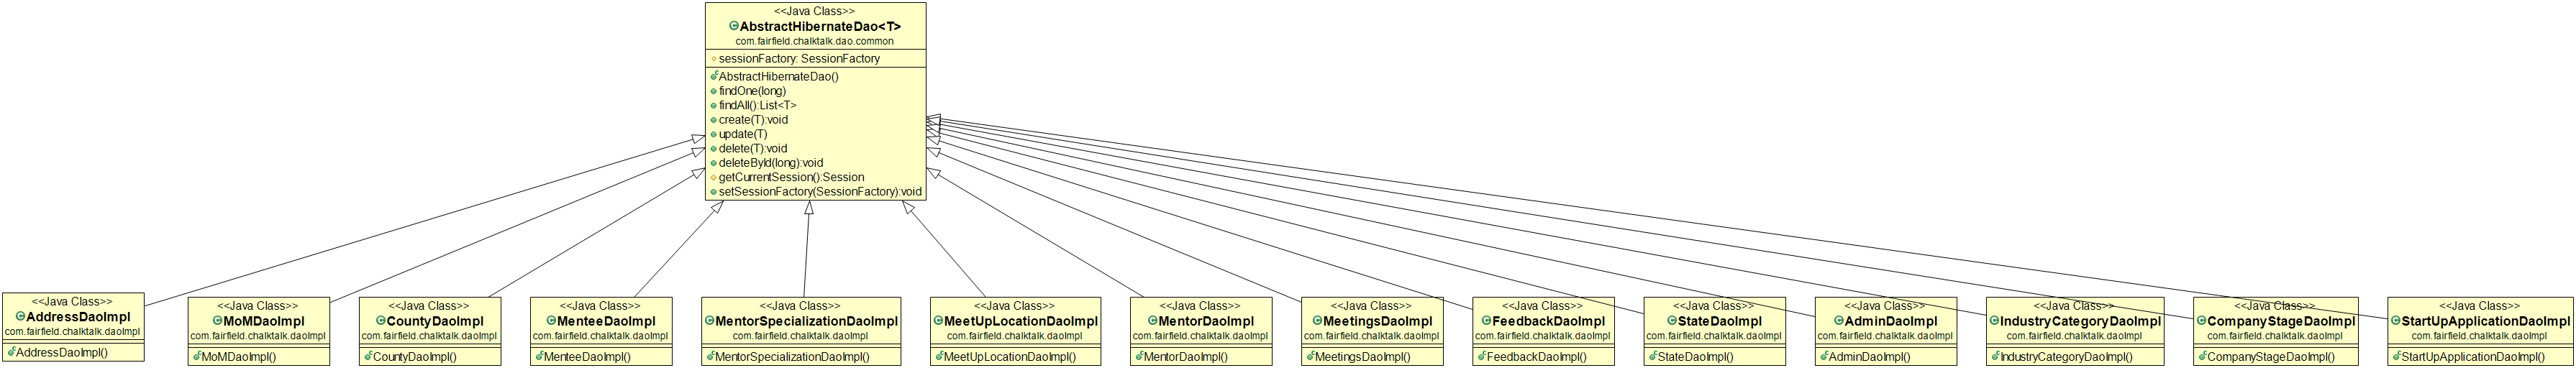 <<Java Class>>
AbstractHibernateDao<T>
com.fairfield.chalktalk.dao.common
sessionFactory: SessionFactory
AbstractHibernateDao()
findOne(long)
findAll():List<T>
create(T):void
update(T)
delete(T):void
deleteById(long):void
getCurrentSession():Session
setSessionFactory(SessionFactory):void
<<Java Class>>
AddressDaoImpl
com.fairfield.chalktalk.daoImpl
AddressDaoImpl()
<<Java Class>>
MoMDaoImpl
com.fairfield.chalktalk.daoImpl
MoMDaoImpl()
<<Java Class>>
CountyDaoImpl
com.fairfield.chalktalk.daoImpl
CountyDaoImpl()
<<Java Class>>
MenteeDaoImpl
com.fairfield.chalktalk.daoImpl
MenteeDaoImpl()
<<Java Class>>
MentorSpecializationDaoImpl
com.fairfield.chalktalk.daoImpl
MentorSpecializationDaoImpl()
<<Java Class>>
MeetUpLocationDaoImpl
com.fairfield.chalktalk.daoImpl
MeetUpLocationDaoImpl()
<<Java Class>>
MentorDaoImpl
com.fairfield.chalktalk.daoImpl
MentorDaoImpl()
<<Java Class>>
MeetingsDaoImpl
com.fairfield.chalktalk.daoImpl
MeetingsDaoImpl()
<<Java Class>>
FeedbackDaoImpl
com.fairfield.chalktalk.daoImpl
FeedbackDaoImpl()
<<Java Class>>
StateDaoImpl
com.fairfield.chalktalk.daoImpl
StateDaoImpl()
<<Java Class>>
AdminDaoImpl
com.fairfield.chalktalk.daoImpl
AdminDaoImpl()
<<Java Class>>
IndustryCategoryDaoImpl
com.fairfield.chalktalk.daoImpl
IndustryCategoryDaoImpl()
<<Java Class>>
CompanyStageDaoImpl
com.fairfield.chalktalk.daoImpl
CompanyStageDaoImpl()
<<Java Class>>
StartUpApplicationDaoImpl
com.fairfield.chalktalk.daoImpl
StartUpApplicationDaoImpl()